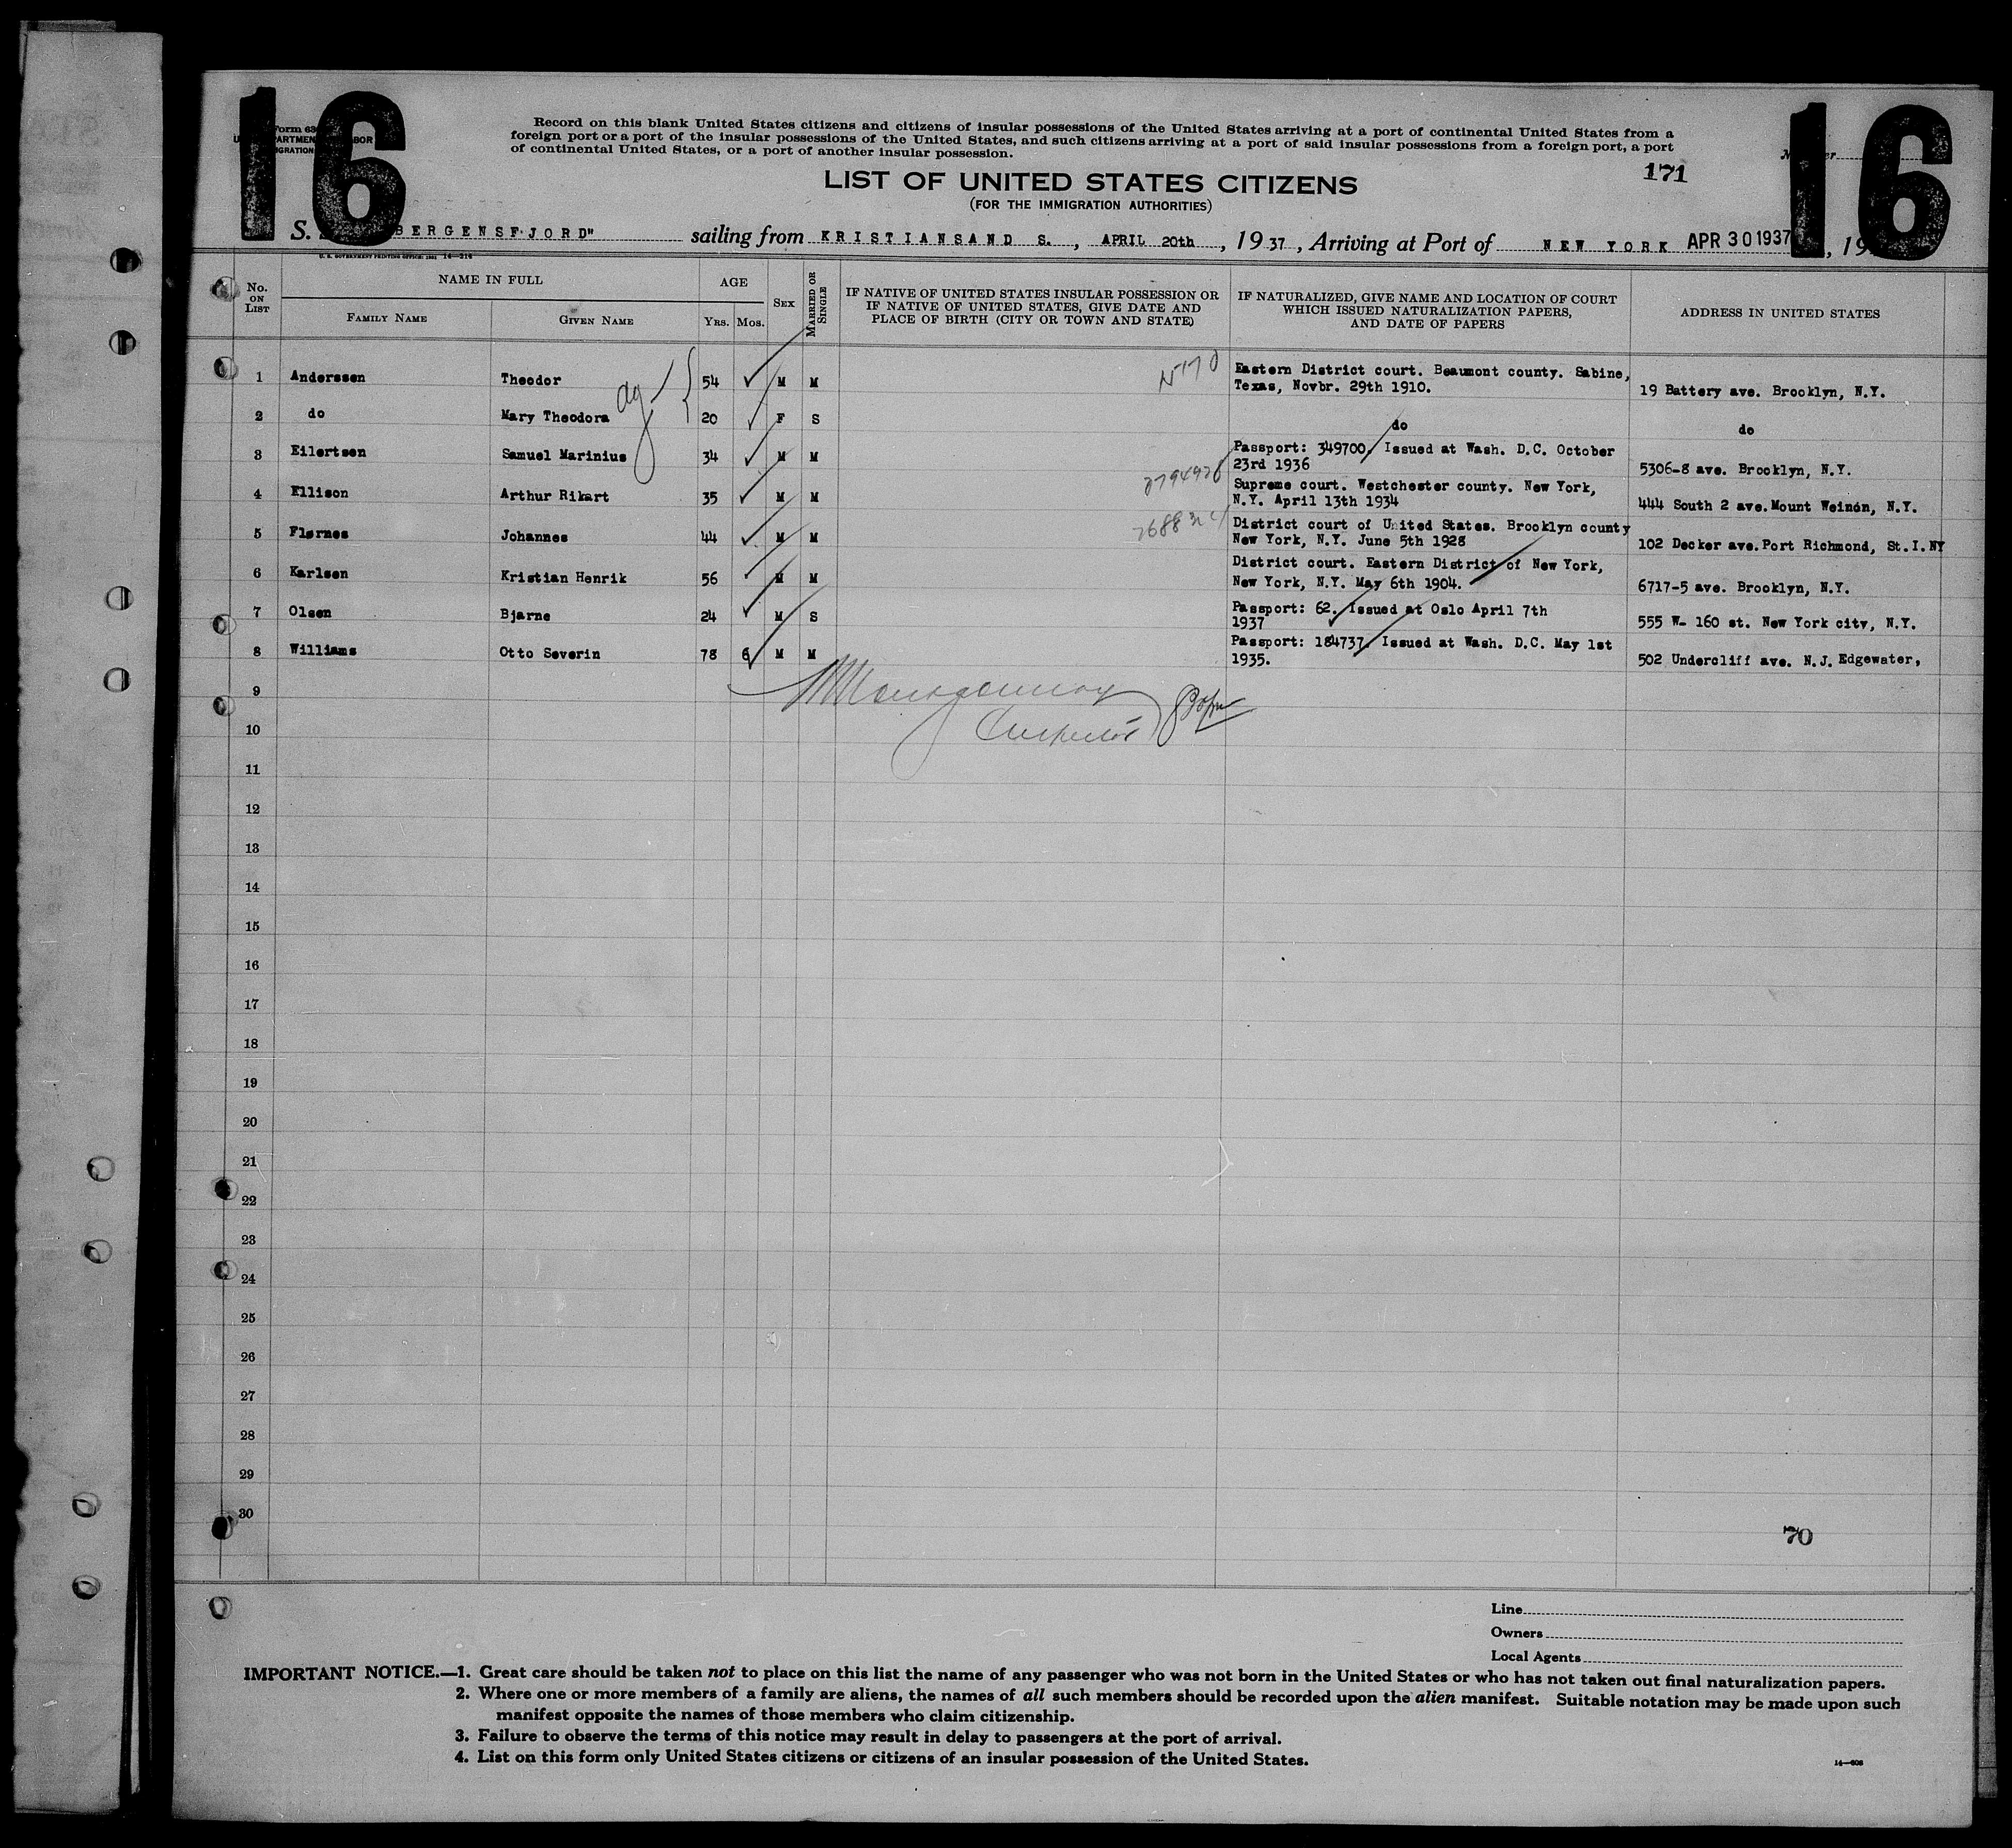 16
16
Form 63
Record on this blank United States citizens and citizens of insular possessions of the United States arriving at a port of continental United States from a
foreign port or a port of the insular possessions of the United States, and such citizens arriving at a port of said insular possessions from a foreign port, a port
of continental United States, or a port of another insular possession.
171
LIST OF UNITED STATES CITIZENS
(FOR THE IMMIGRATION AUTHORITIES)
S. BERGENSFJORD" sailing from KRISTIANSAND S., APRIL 20th, 1937, Arriving at Port of NEW YORK APR 30 1937, 19
U. S. GOVERNMENT PRINTING OFFICE: 1931 14—214
No. ON LIST NAME IN FULL AGE SEX MARRIED OR SINGLE IF NATIVE OF UNITED STATES INSULAR POSSESSION OR IF NATIVE OF UNITED STATES, GIVE DATE AND PLACE OF BIRTH (CITY OR TOWN AND STATE) IF NATURALIZED, GIVE NAME AND LOCATION OF COURT WHICH ISSUED NATURALIZATION PAPERS, AND DATE OF PAPERS ADDRESS IN UNITED STATES
FAMILY NAME GIVEN NAME YRS. MOS.
1 Anderssen Theodor 54 M M Eastern District court. Beaumont county. Sabine,
Texas, Novbr. 29th 1910. 19 Battery ave. Brooklyn, N.Y.
2 do Mary Theodora 20 F S do do
3 Eilertsen Samuel Marinius 34 M M Passport: 349700. Issued at Wash. D.C. October
23rd 1936 5306-8 ave. Brooklyn, N.Y.
4 Ellison Arthur Rikart 35 M M Supreme court. Westchester county. New York,
N.Y. April 13th 1934 444 South 2 ave. Mount Weinon, N.Y.
5 Flørnes Johannes 44 M M District court of United States. Brooklyn county
New York, N.Y. June 5th 1928 102 Decker ave. Port Richmond, St. I. NY
6 Karlsen Kristian Henrik 56 M M District court. Eastern District of New York,
New York, N.Y. May 6th 1904. 6717-5 ave. Brooklyn, N.Y.
7 Olsen Bjarne 24 M S Passport: 62. Issued at Oslo April 7th
1937 555 W- 160 st. New York city, N.Y.
8 Williams Otto Severin 78 6 M M Passport: 184737. Issued at Wash. D.C. May 1st
1935. 502 Undercliff ave. N.J. Edgewater,
9
10
11
12
13
14
15
16
17
18
19
20
21
22
23
24
25
26
27
28
29
30
70
Line
Owners
Local Agents
IMPORTANT NOTICE.—1. Great care should be taken not to place on this list the name of any passenger who was not born in the United States or who has not taken out final naturalization papers.
2. Where one or more members of a family are aliens, the names of all such members should be recorded upon the alien manifest. Suitable notation may be made upon such
manifest opposite the names of those members who claim citizenship.
3. Failure to observe the terms of this notice may result in delay to passengers at the port of arrival.
4. List on this form only United States citizens or citizens of an insular possession of the United States.
14—608